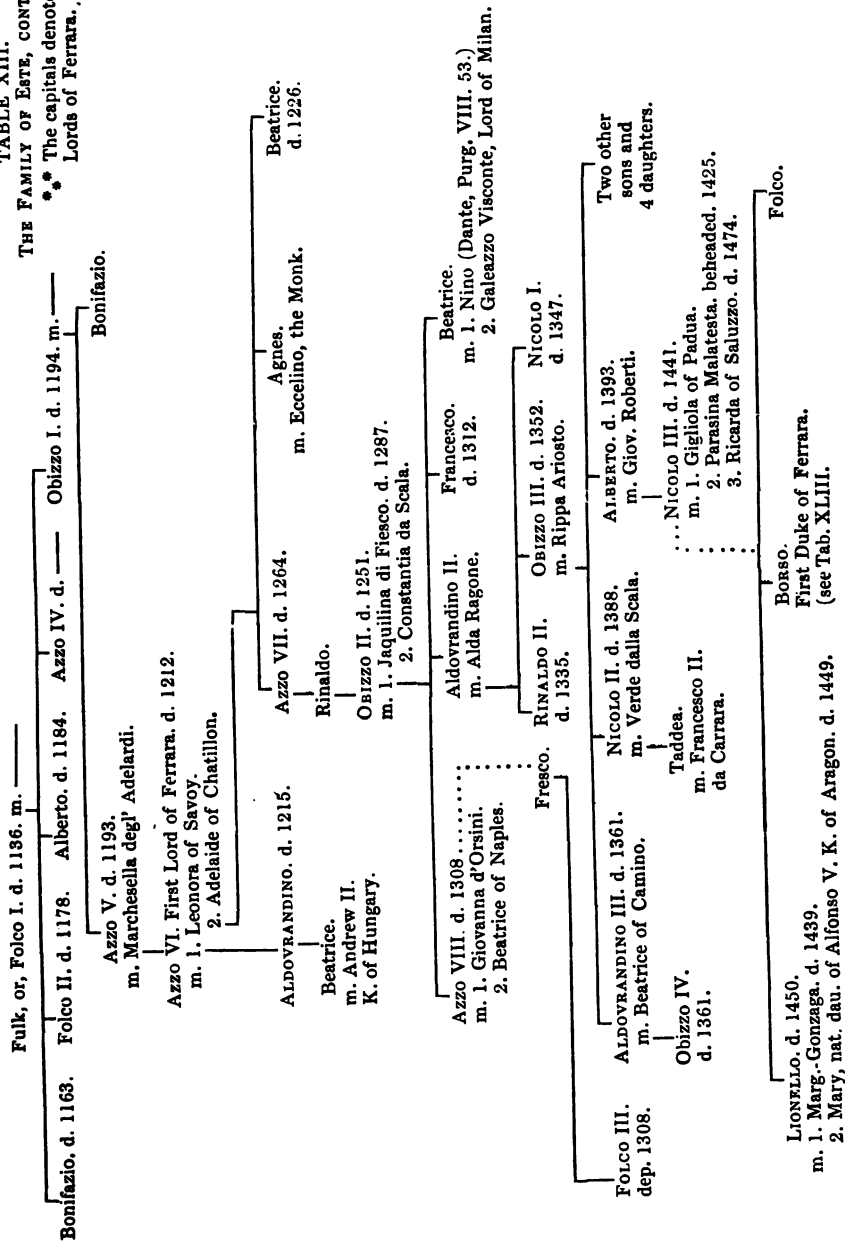 TABLE XIII.
THE FAMILY OF ESTE, CONT
*** The capitals denot
Lords of Ferrara.
Fulk, or, Folco I. d. 1136. m. ——
Bonifazio. d. 1163.
Folco II. d. 1178.
Alberto. d. 1184.
Azzo IV. d. ——
Obizzo I. d. 1194. m. ——
Azzo V. d. 1193.
m. Marchesella degl' Adelardi.
Bonifazio.
Azzo VI. First Lord of Ferrara. d. 1212.
m. 1. Leonora of Savoy.
2. Adelaide of Chatillon.
ALDOVRANDINO. d. 1215.
Azzo VII. d. 1264.
Agnes.
m. Eccelino, the Monk.
Beatrice.
d. 1226.
Beatrice.
m. Andrew II.
K. of Hungary.
Rinaldo.
OBIZZO II. d. 1251.
m. 1. Jaquilina di Fiesco. d. 1287.
2. Constantia da Scala.
Azzo VIII. d. 1308
m. 1. Giovanna d'Orsini.
2. Beatrice of Naples.
Aldovrandino II.
m. Alda Ragone.
Francesco.
d. 1312.
Beatrice.
m. 1. Nino (Dante, Purg. VIII. 53.)
2. Galeazzo Visconte, Lord of Milan.
Fresco.
RINALDO II.
d. 1335.
OBIZZO III. d. 1352.
m. Rippa Ariosto.
NICOLO I.
d. 1347.
FOLCO III.
dep. 1308.
ALDOVRANDINO III. d. 1361.
m. Beatrice of Camino.
NICOLO II. d. 1388.
m. Verde dalla Scala.
ALBERTO. d. 1393.
m. Giov. Roberti.
Two other
sons and
4 daughters.
Obizzo IV.
d. 1361.
Taddea.
m. Francesco II.
da Carrara.
NICOLO III. d. 1441.
m. 1. Gigliola of Padua.
2. Parasina Malatesta. beheaded. 1425.
3. Ricarda of Saluzzo. d. 1474.
LIONELLO. d. 1450.
m. 1. Marg.-Gonzaga. d. 1439.
2. Mary, nat. dau. of Alfonso V. K. of Aragon. d. 1449.
BORSO.
First Duke of Ferrara.
(see Tab. XLIII.
Folco.